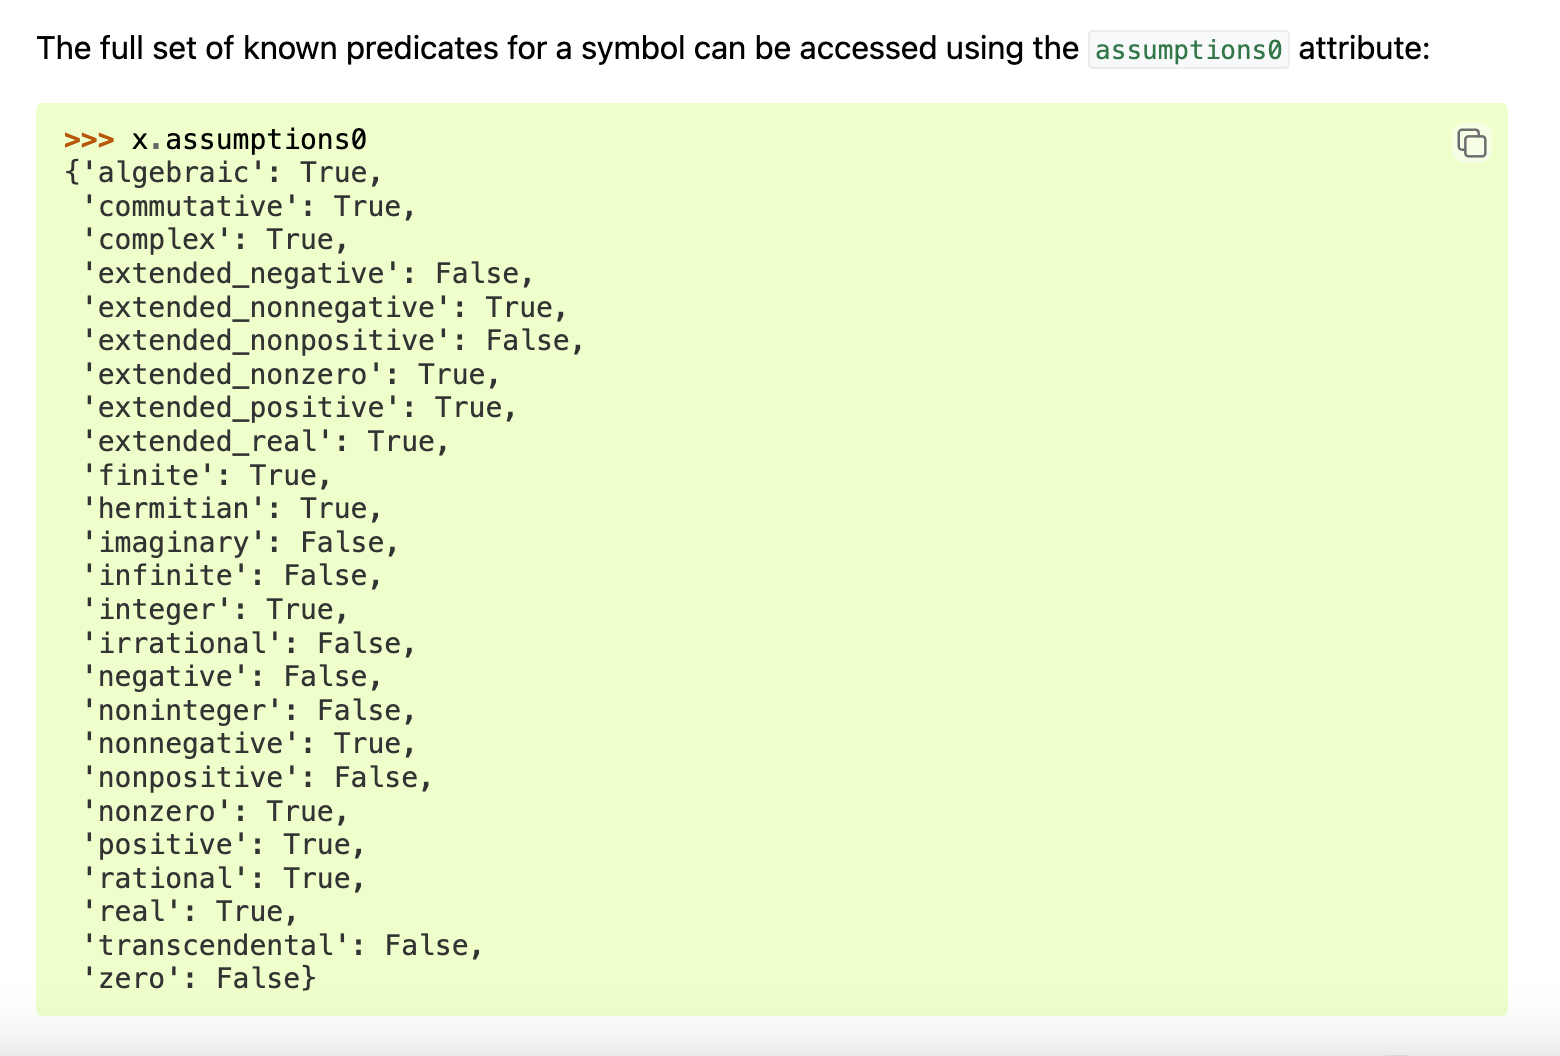 The full set of known predicates for a symbol can be accessed using the assumptions0 attribute:
>>> x.assumptions0
{'algebraic': True,
 'commutative': True,
 'complex': True,
 'extended_negative': False,
 'extended_nonnegative': True,
 'extended_nonpositive': False,
 'extended_nonzero': True,
 'extended_positive': True,
 'extended_real': True,
 'finite': True,
 'hermitian': True,
 'imaginary': False,
 'infinite': False,
 'integer': True,
 'irrational': False,
 'negative': False,
 'noninteger': False,
 'nonnegative': True,
 'nonpositive': False,
 'nonzero': True,
 'positive': True,
 'rational': True,
 'real': True,
 'transcendental': False,
 'zero': False}